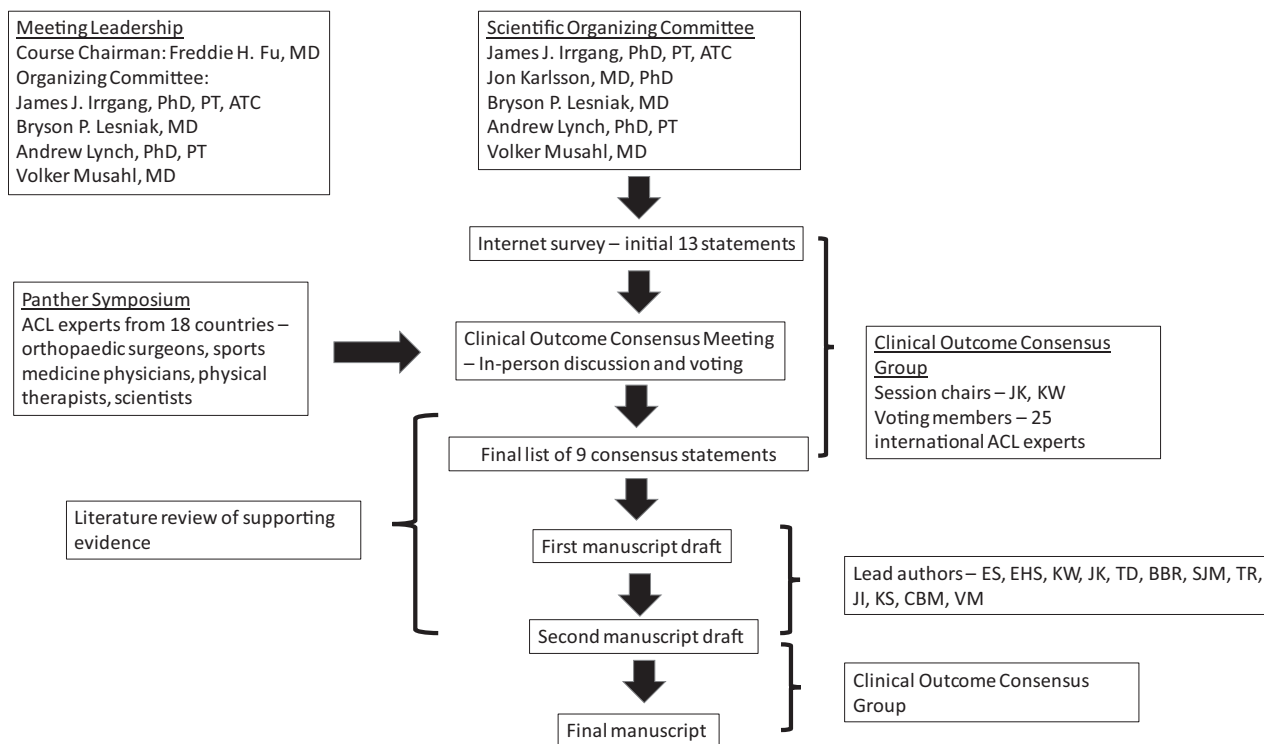 Meeting Leadership
Course Chairman: Freddie H. Fu, MD
Organizing Committee:
James J. Irrgang, PhD, PT, ATC
Bryson P. Lesniak, MD
Andrew Lynch, PhD, PT
Volker Musahl, MD
Scientific Organizing Committee
James J. Irrgang, PhD, PT, ATC
Jon Karlsson, MD, PhD
Bryson P. Lesniak, MD
Andrew Lynch, PhD, PT
Volker Musahl, MD
Internet survey – initial 13 statements
Panther Symposium
ACL experts from 18 countries –
orthopaedic surgeons, sports
medicine physicians, physical
therapists, scientists
Clinical Outcome Consensus Meeting
– In-person discussion and voting
Clinical Outcome Consensus
Group
Session chairs – JK, KW
Voting members – 25
international ACL experts
Final list of 9 consensus statements
Literature review of supporting
evidence
First manuscript draft
Lead authors – ES, EHS, KW, JK, TD, BBR, SJM, TR,
JI, KS, CBM, VM
Second manuscript draft
Clinical Outcome Consensus
Group
Final manuscript